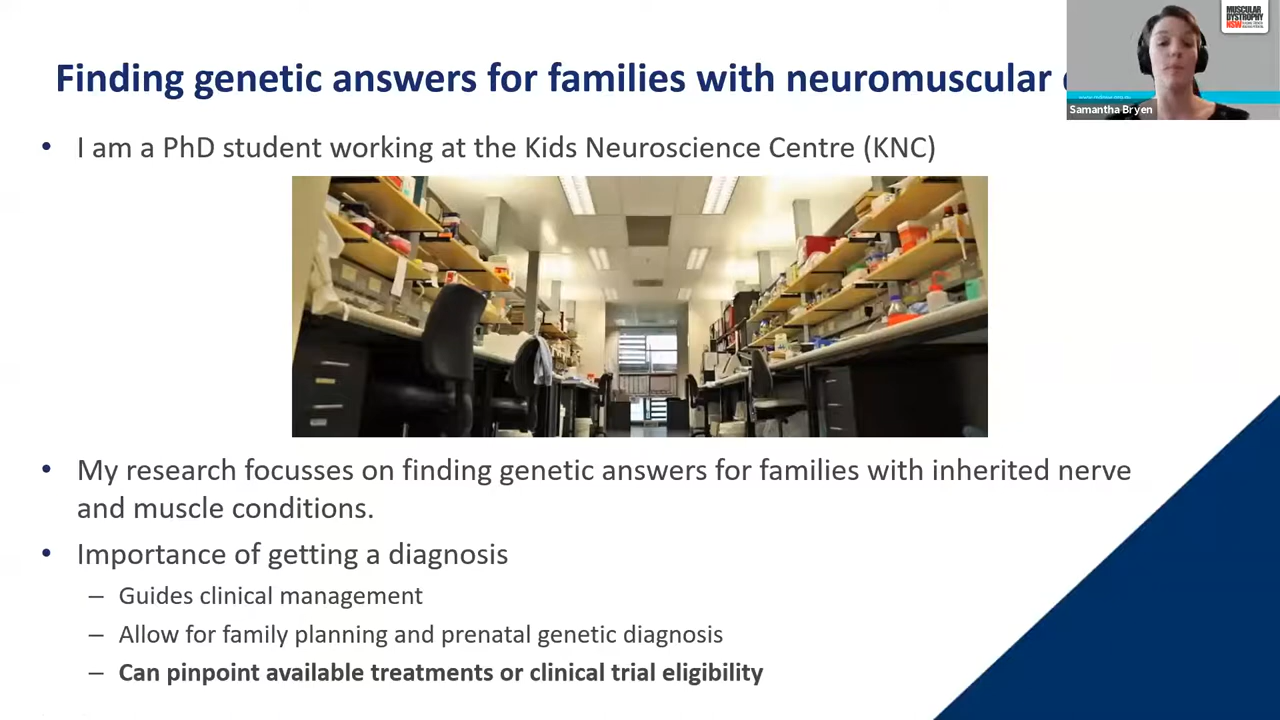 Finding genetic answers for families with neuromuscular
MUSCULAR
DYSTROPHY
NSW
Samantha Bryen
• I am a PhD student working at the Kids Neuroscience Centre (KNC)
• My research focusses on finding genetic answers for families with inherited nerve
and muscle conditions.
• Importance of getting a diagnosis
– Guides clinical management
– Allow for family planning and prenatal genetic diagnosis
– Can pinpoint available treatments or clinical trial eligibility